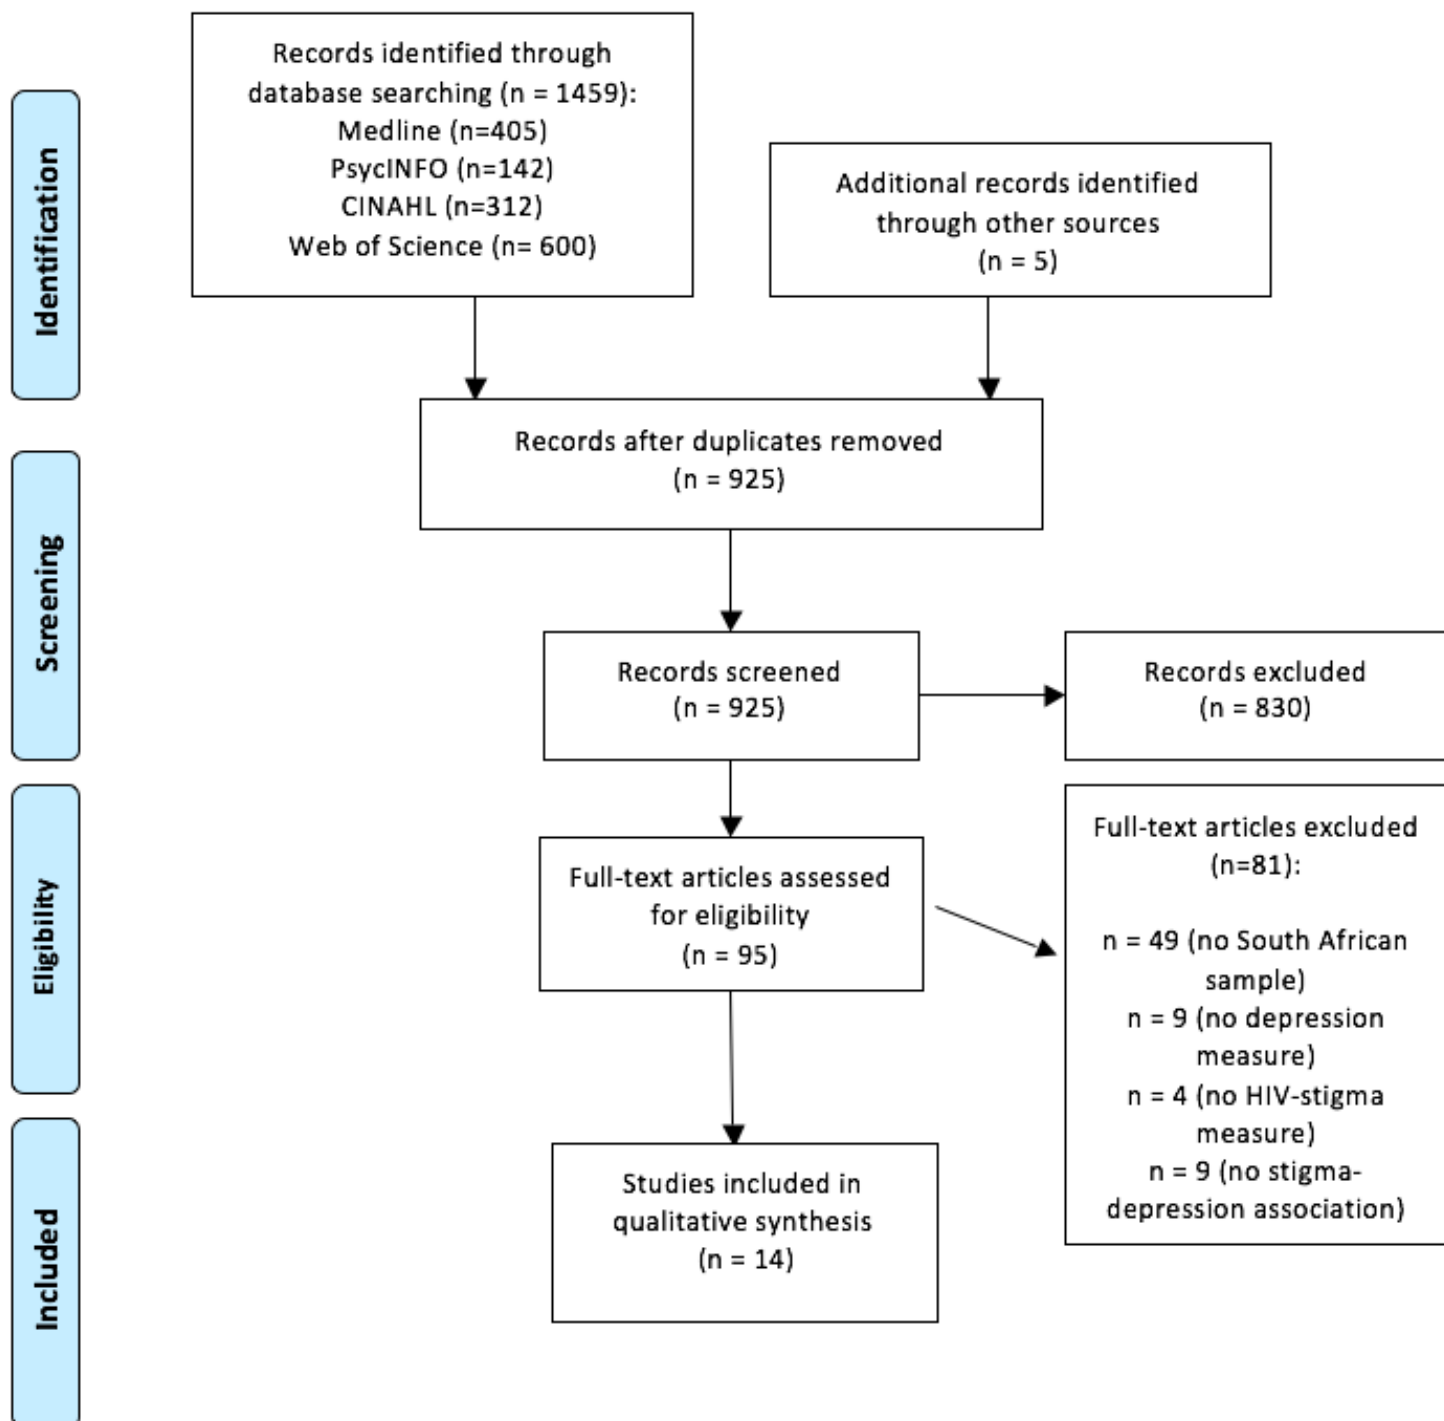 Identification
Records identified through
database searching (n = 1459):
Medline (n=405)
PsycINFO (n=142)
CINAHL (n=312)
Web of Science (n= 600)
Additional records identified
through other sources
(n = 5)
Records after duplicates removed
(n = 925)
Screening
Records screened
(n = 925)
Records excluded
(n = 830)
Eligibility
Full-text articles assessed
for eligibility
(n = 95)
Full-text articles excluded
(n=81):
n = 49 (no South African
sample)
n = 9 (no depression
measure)
n = 4 (no HIV-stigma
measure)
n = 9 (no stigma-
depression association)
Included
Studies included in
qualitative synthesis
(n = 14)